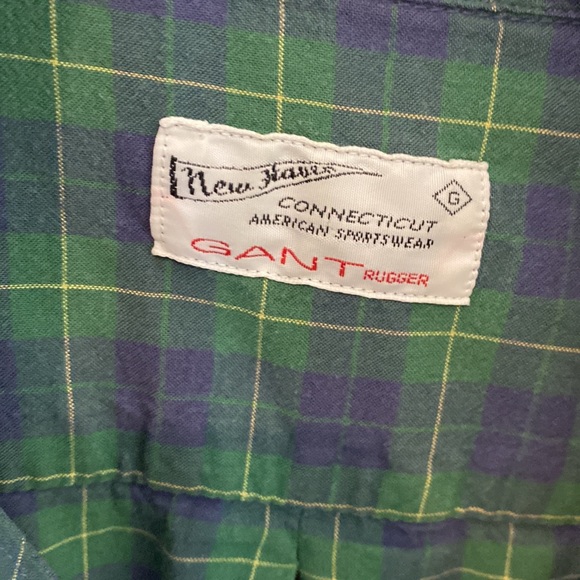 New Haven
G
CONNECTICUT
AMERICAN SPORTSWEAR
GANT RUGGER